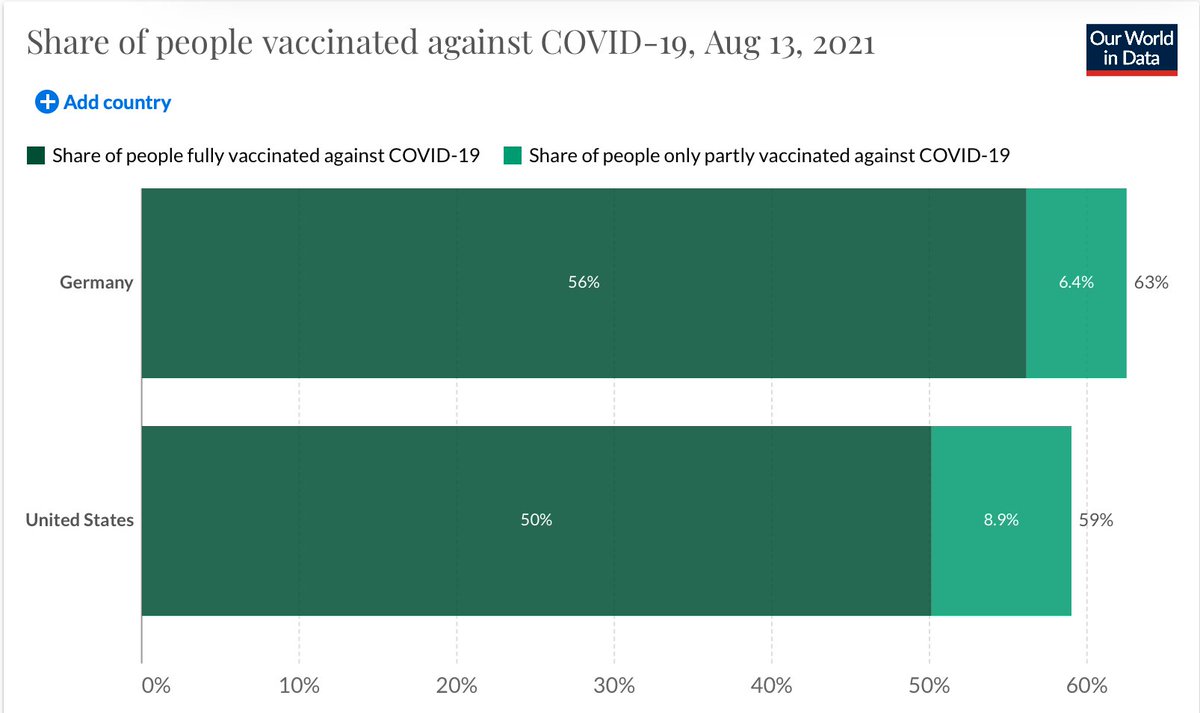 Share of people vaccinated against COVID-19, Aug 13, 2021
Our World
in Data
Add country
Share of people fully vaccinated against COVID-19
Share of people only partly vaccinated against COVID-19
Germany
56%
6.4%
63%
United States
50%
8.9%
59%
0%
10%
20%
30%
40%
50%
60%